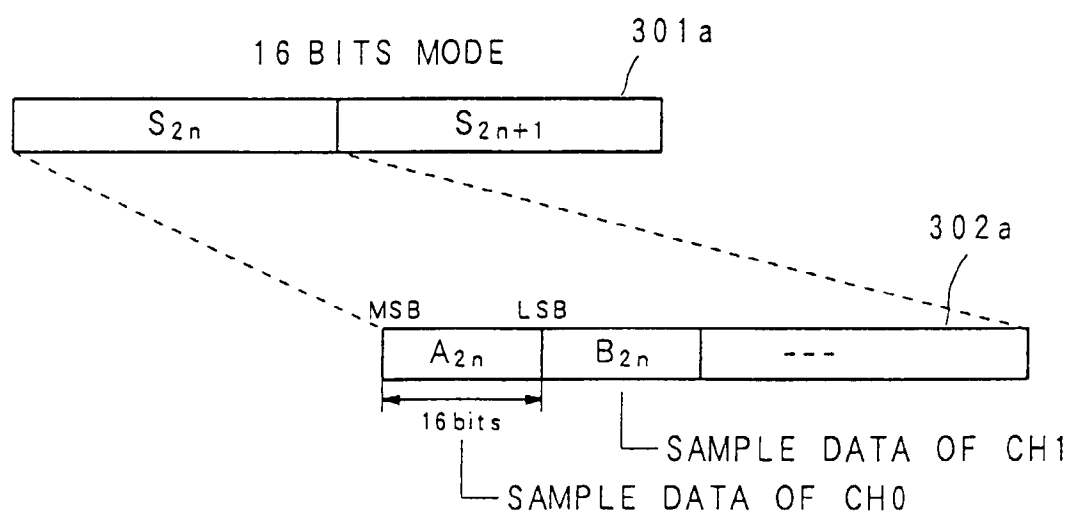 301a
16 BITS MODE
S2n S2n+1
302a
MSB LSB
A2n B2n ---
16bits
SAMPLE DATA OF CH1
SAMPLE DATA OF CH0